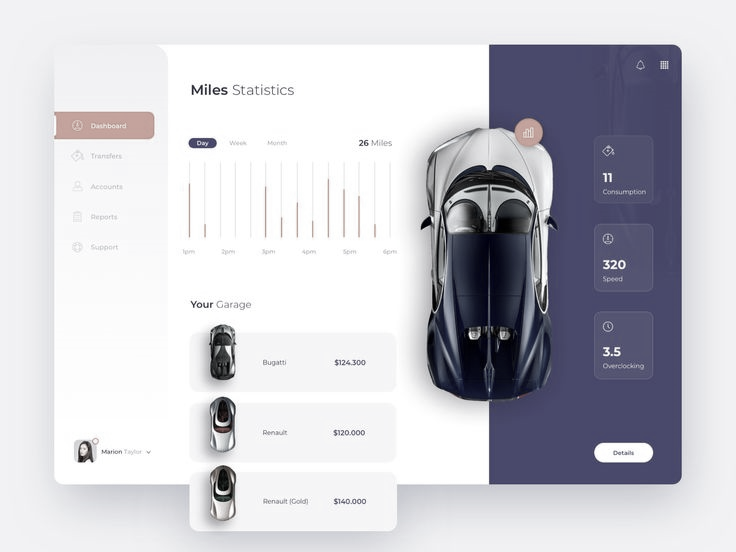 Miles Statistics
Dashboard
Transfers
Accounts
Reports
Support
Marion Taylor
Day Week Month
26 Miles
1pm 2pm 3pm 4pm 5pm 6pm
Your Garage
Bugatti $124.300
Renault $120.000
Renault (Gold) $140.000
11
Consumption
320
Speed
3.5
Overclocking
Details